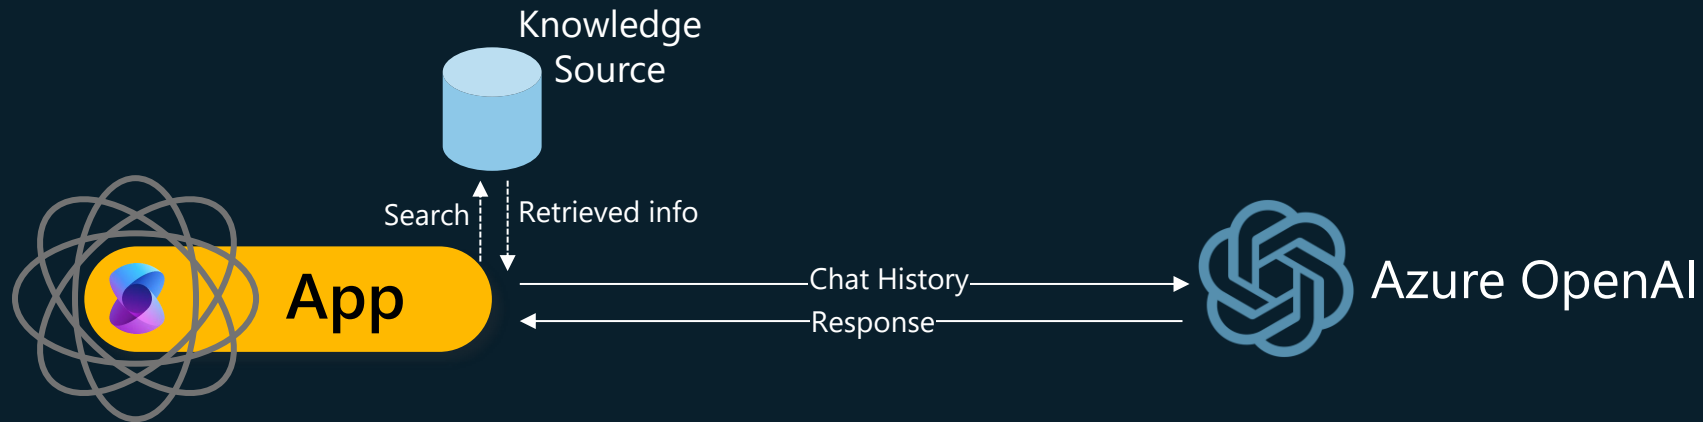 Knowledge
Source
Search
Retrieved info
App
Chat History
Response
Azure OpenAI